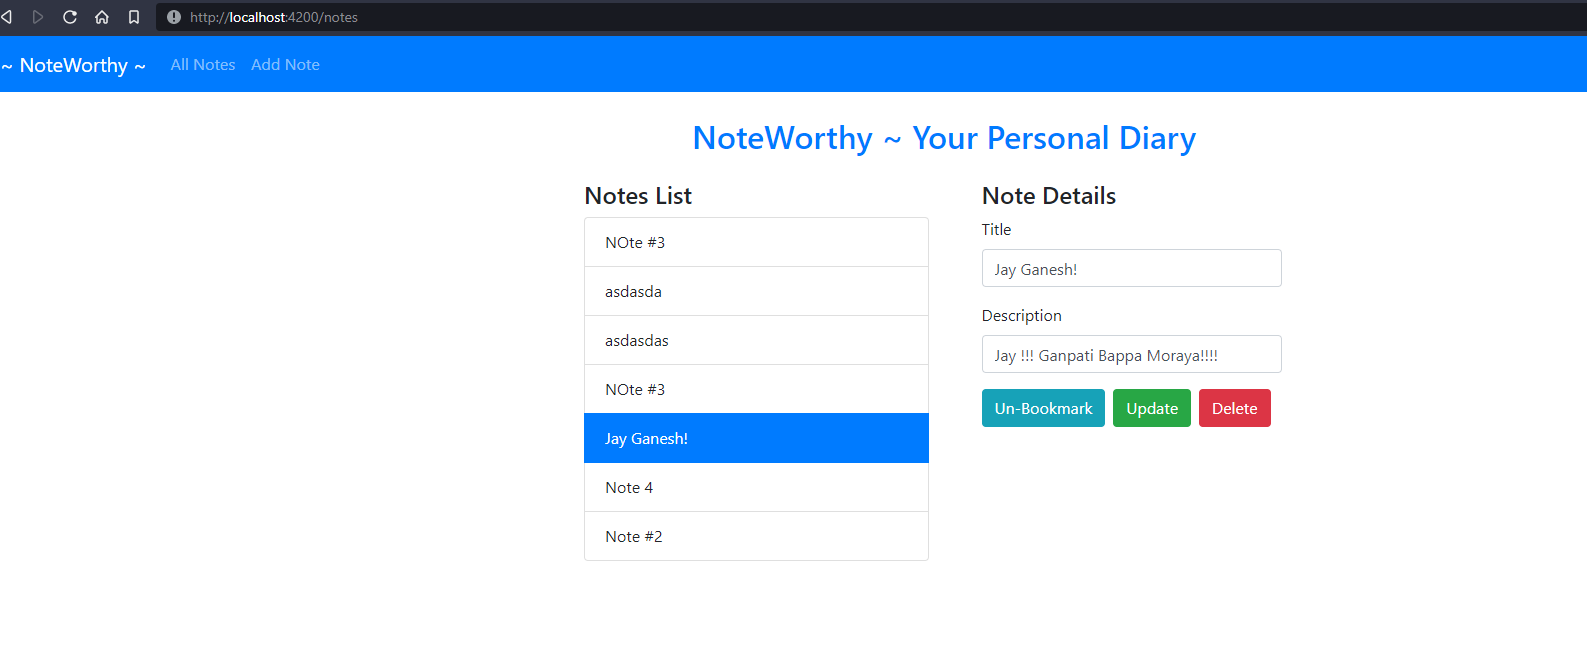 http://localhost:4200/notes
~ NoteWorthy ~ All Notes Add Note
NoteWorthy ~ Your Personal Diary
Notes List
NOte #3
asdasda
asdasdas
NOte #3
Jay Ganesh!
Note 4
Note #2
Note Details
Title
Jay Ganesh!
Description
Jay !!! Ganpati Bappa Moraya!!!!
Un-Bookmark Update Delete